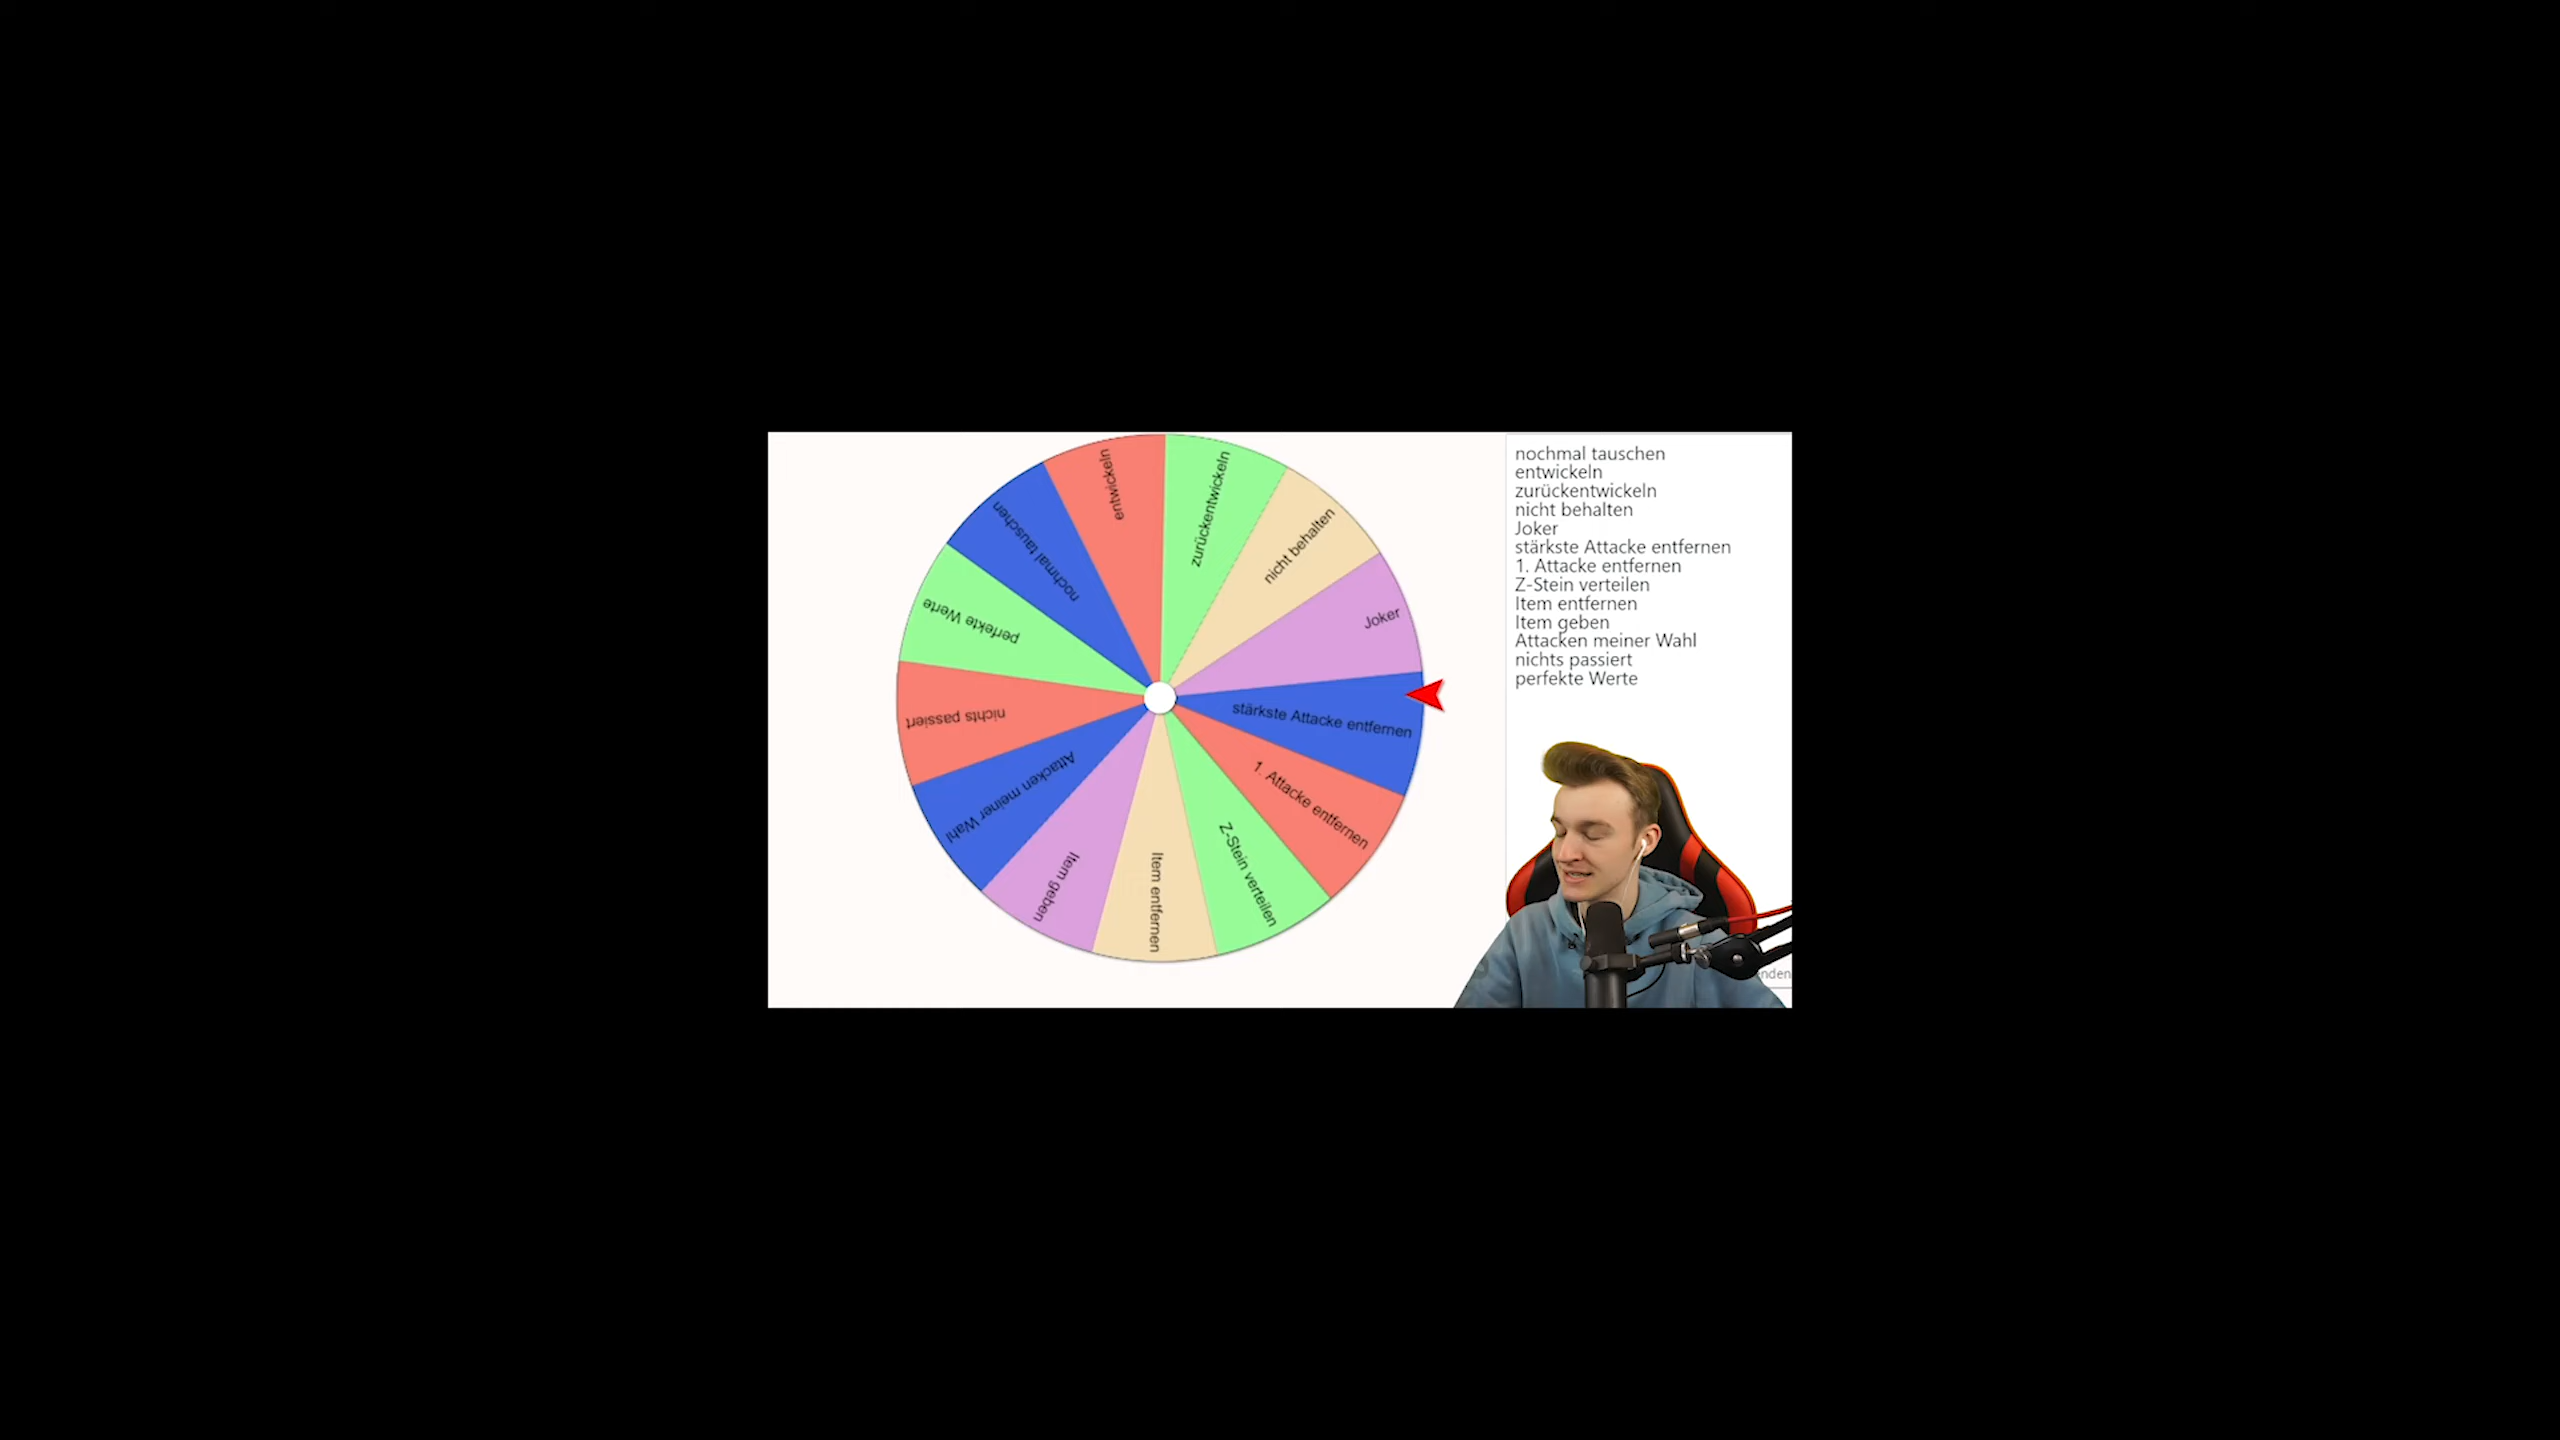 entwickeln
zurückentwickeln
nochmal tauschen
nicht behalten
perfekte Werte
Joker
nichts passiert
stärkste Attacke entfernen
Attacken meiner Wahl
1. Attacke entfernen
Item geben
Item entfernen
Z-Stein verteilen
nochmal tauschen
entwickeln
zurückentwickeln
nicht behalten
Joker
stärkste Attacke entfernen
1. Attacke entfernen
Z-Stein verteilen
Item entfernen
Item geben
Attacken meiner Wahl
nichts passiert
perfekte Werte